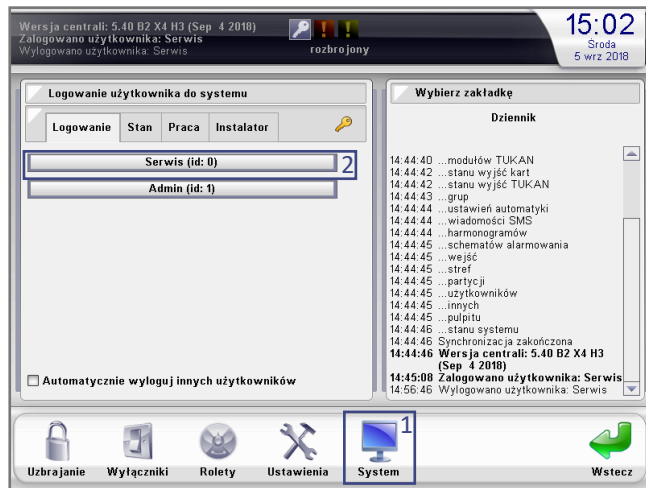 Wersja centrali: 5.40 B2 X4 H3 (Sep 4 2018)
Zalogowano użytkownika: Serwis
Wylogowano użytkownika: Serwis
rozbrojony
15:02
Środa
5 wrz 2018
Logowanie użytkownika do systemu
Logowanie Stan Praca Instalator
Serwis (id: 0)
2
Admin (id: 1)
Automatycznie wyloguj innych użytkowników
Wybierz zakładkę
Dziennik
14:44:40 ...modułów TUKAN
14:44:42 ...stanu wyjść kart
14:44:42 ...stanu wyjść TUKAN
14:44:43 ...grup
14:44:44 ...ustawień automatyki
14:44:44 ...wiadomości SMS
14:44:44 ...harmonogramów
14:44:45 ...schematów alarmowania
14:44:45 ...wejść
14:44:45 ...stref
14:44:45 ...partycji
14:44:45 ...użytkowników
14:44:45 ...innych
14:44:45 ...pulpitu
14:44:46 ...stanu systemu
14:44:46 Synchronizacja zakończona
14:44:46 Wersja centrali: 5.40 B2 X4 H3
(Sep 4 2018)
14:45:08 Zalogowano użytkownika: Serwis
14:56:46 Wylogowano użytkownika: Serwis
1
Uzbrajanie Wyłączniki Rolety Ustawienia System Wstecz